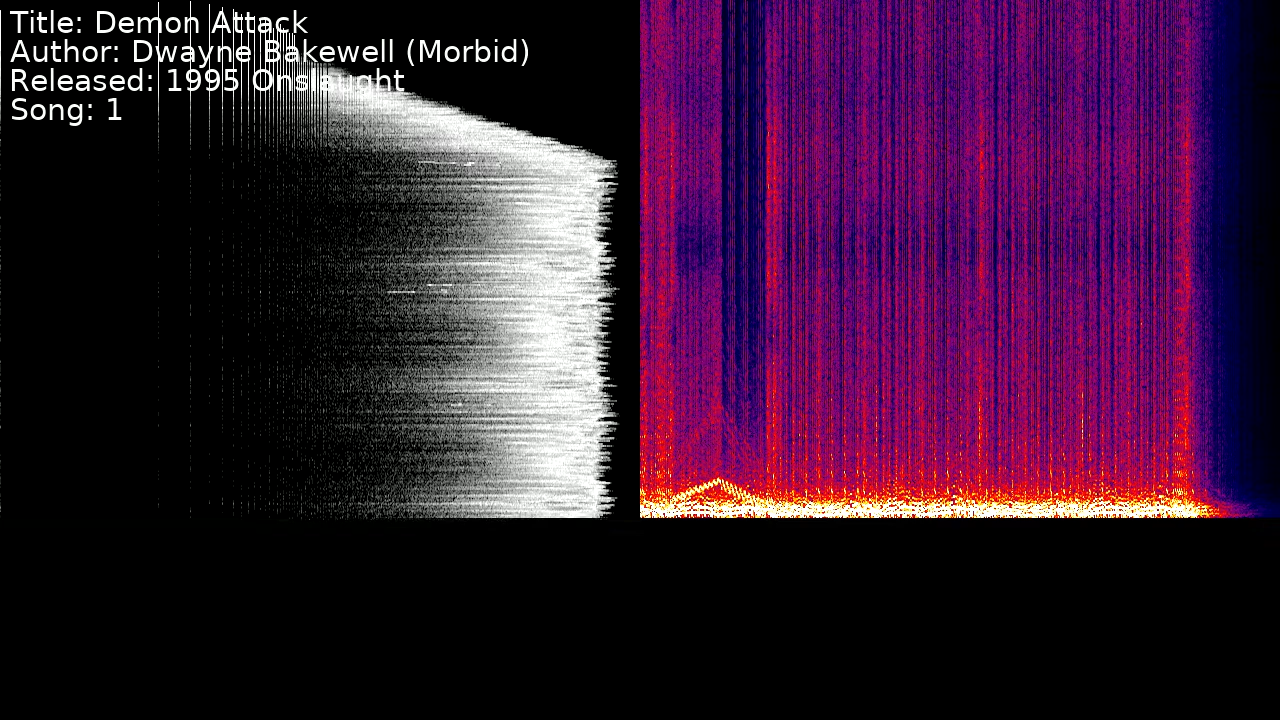 Title: Demon Attack
Author: Dwayne Bakewell (Morbid)
Released: 1995 Onslaught
Song: 1